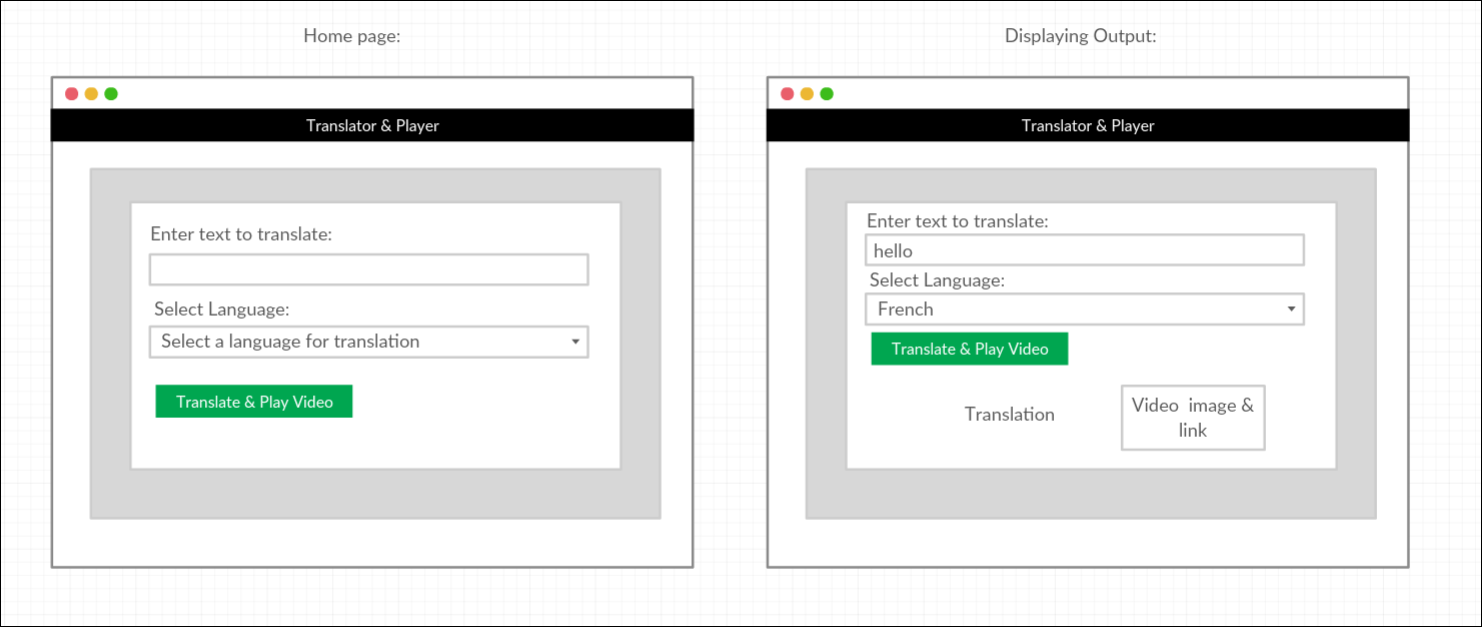 Home page:
Translator & Player
Enter text to translate:
Select Language:
Select a language for translation
Translate & Play Video
Displaying Output:
Translator & Player
Enter text to translate:
hello
Select Language:
French
Translate & Play Video
Translation
Video image &
link